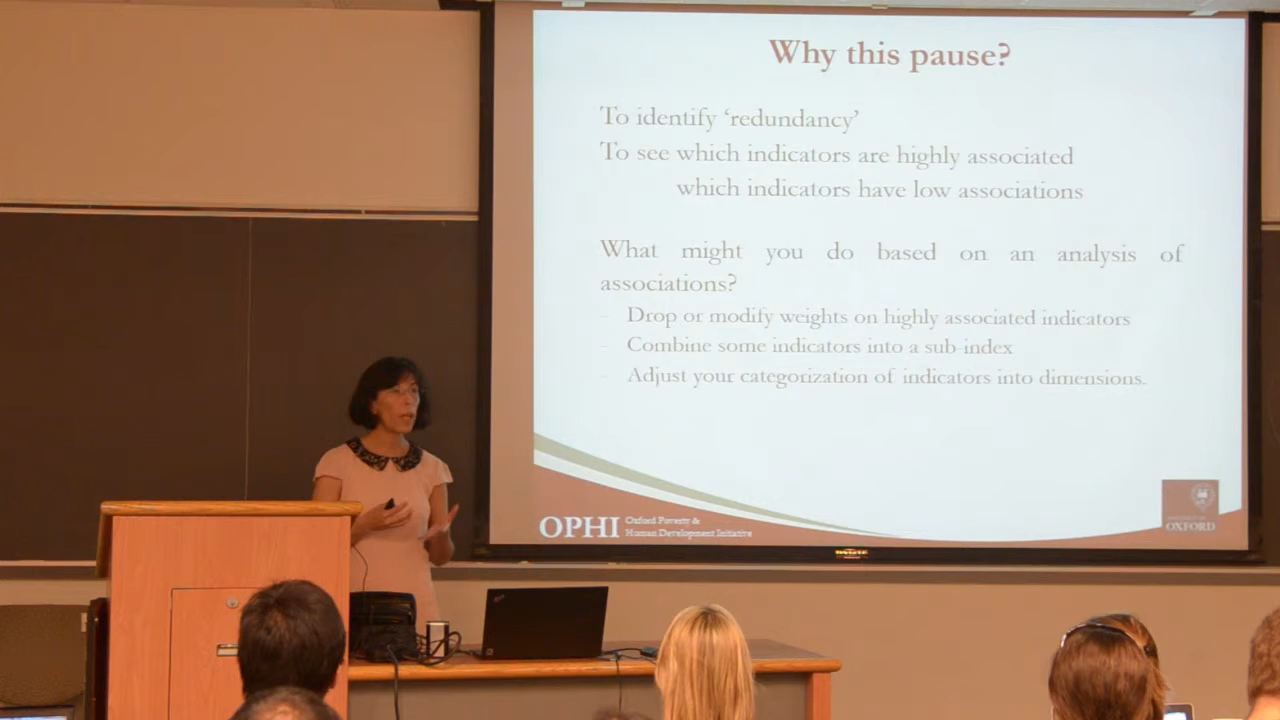 Why this pause?
To identify ‘redundancy’
To see which indicators are highly associated
which indicators have low associations
What might you do based on an analysis of
associations?
- Drop or modify weights on highly associated indicators
- Combine some indicators into a sub-index
- Adjust your categorization of indicators into dimensions.
OPHI
Oxford Poverty &
Human Development Initiative
OXFORD